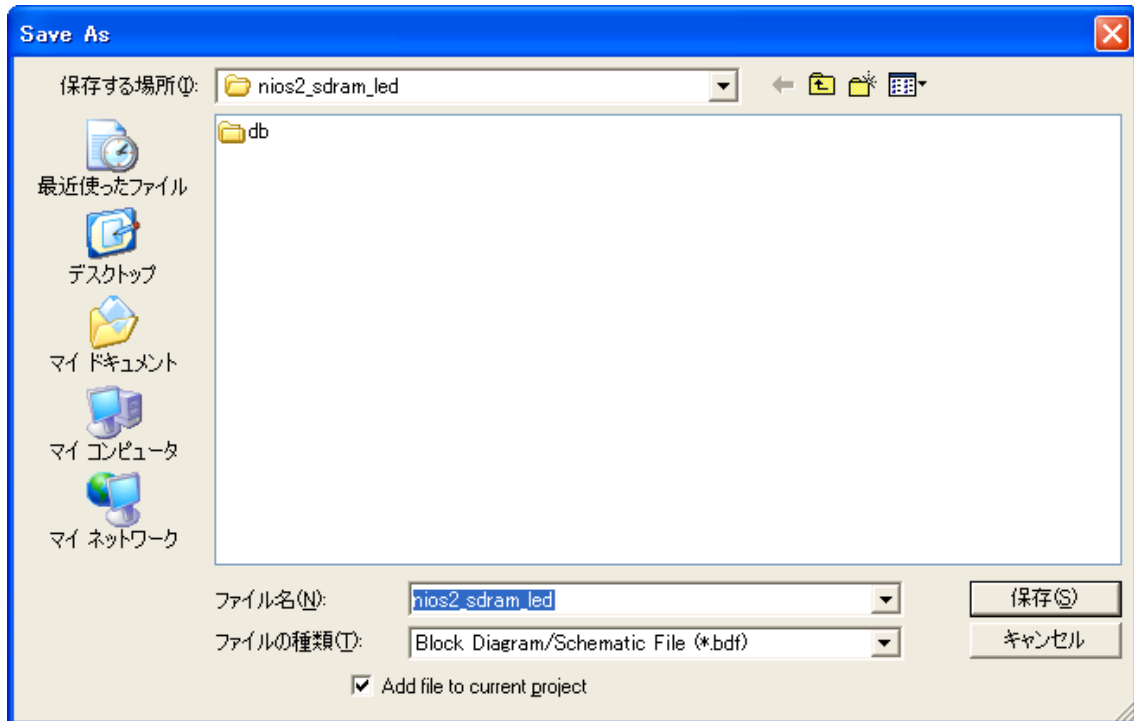 Save As
保存する場所(I):
nios2_sdram_led
db
最近使ったファイル
デスクトップ
マイ ドキュメント
マイ コンピュータ
マイ ネットワーク
ファイル名(N):
nios2_sdram_led
保存(S)
ファイルの種類(T):
Block Diagram/Schematic File (*.bdf)
キャンセル
Add file to current project